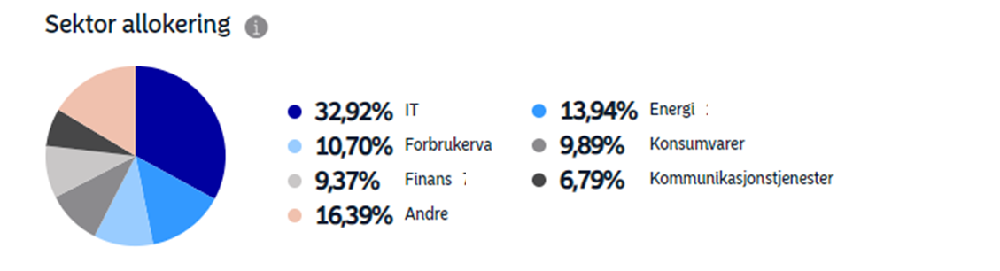 Sektor allokering
32,92% IT
13,94% Energi
10,70% Forbrukerva
9,89% Konsumvarer
9,37% Finans
6,79% Kommunikasjonstjenester
16,39% Andre